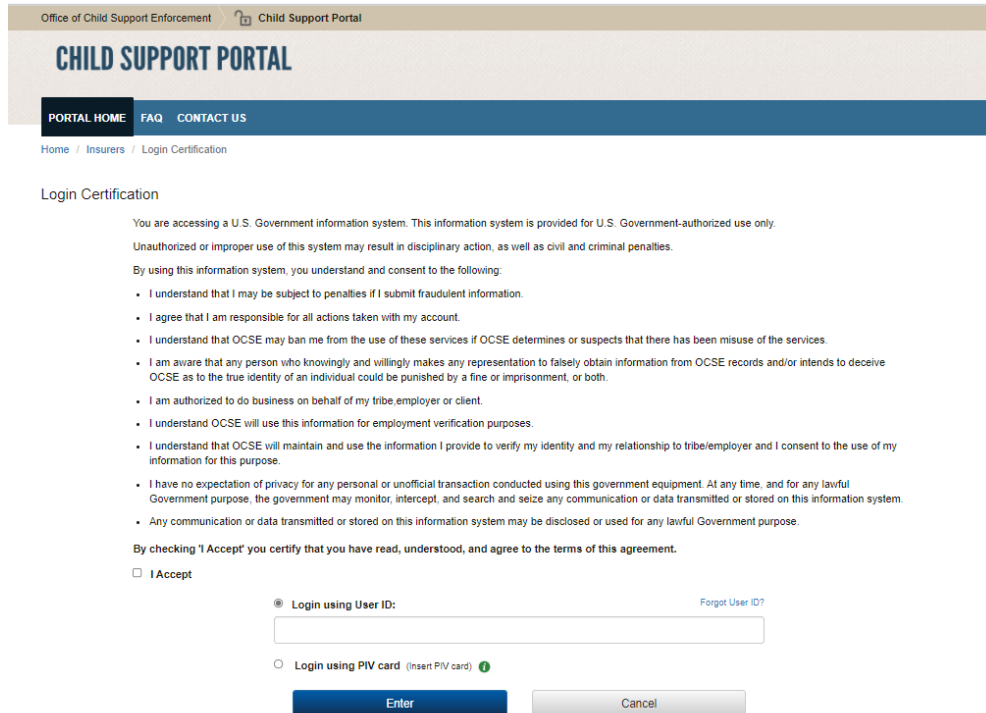 Office of Child Support Enforcement Child Support Portal
CHILD SUPPORT PORTAL
PORTAL HOME FAQ CONTACT US
Home / Insurers / Login Certification
Login Certification
You are accessing a U.S. Government information system. This information system is provided for U.S. Government-authorized use only.
Unauthorized or improper use of this system may result in disciplinary action, as well as civil and criminal penalties.
By using this information system, you understand and consent to the following:
• I understand that I may be subject to penalties if I submit fraudulent information.
• I agree that I am responsible for all actions taken with my account.
• I understand that OCSE may ban me from the use of these services if OCSE determines or suspects that there has been misuse of the services.
• I am aware that any person who knowingly and willingly makes any representation to falsely obtain information from OCSE records and/or intends to deceive
OCSE as to the true identity of an individual could be punished by a fine or imprisonment, or both.
• I am authorized to do business on behalf of my tribe,employer or client.
• I understand OCSE will use this information for employment verification purposes.
• I understand that OCSE will maintain and use the information I provide to verify my identity and my relationship to tribe/employer and I consent to the use of my
information for this purpose.
• I have no expectation of privacy for any personal or unofficial transaction conducted using this government equipment. At any time, and for any lawful
Government purpose, the government may monitor, intercept, and search and seize any communication or data transmitted or stored on this information system.
• Any communication or data transmitted or stored on this information system may be disclosed or used for any lawful Government purpose.
By checking 'I Accept' you certify that you have read, understood, and agree to the terms of this agreement.
I Accept
Login using User ID: Forgot User ID?
Login using PIV card (Insert PIV card) i
Enter Cancel